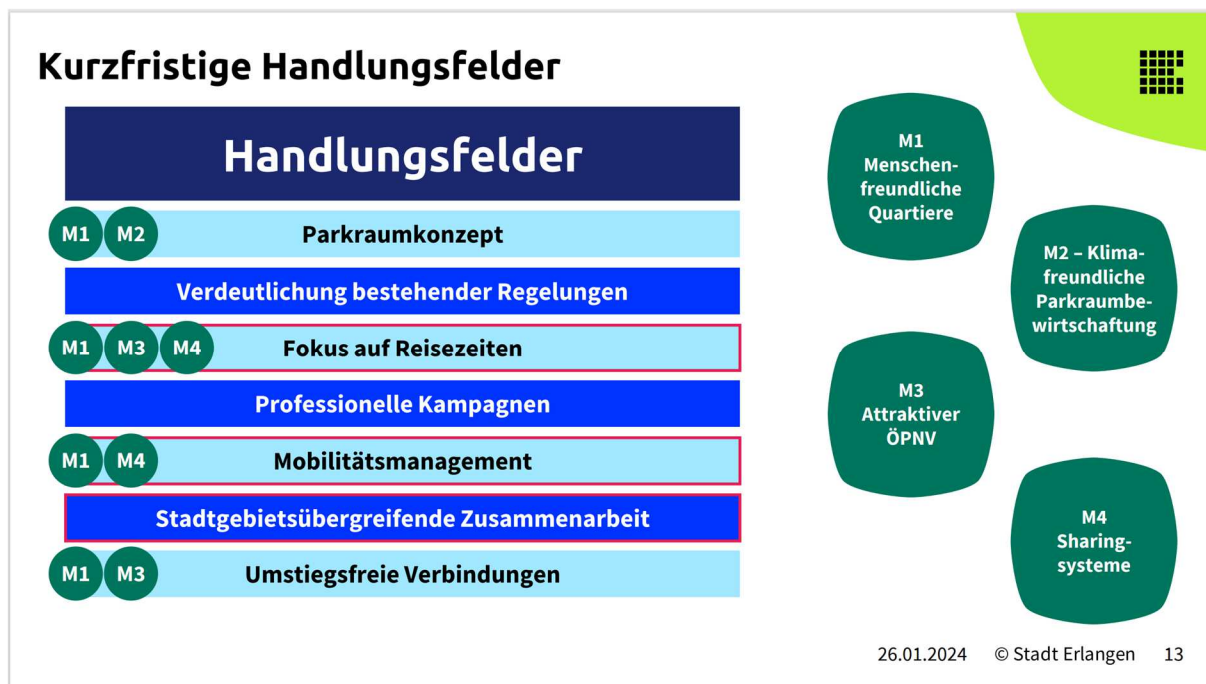 Kurzfristige Handlungsfelder
Handlungsfelder
M1 M2 Parkraumkonzept
Verdeutlichung bestehender Regelungen
M1 M3 M4 Fokus auf Reisezeiten
Professionelle Kampagnen
M1 M4 Mobilitätsmanagement
Stadtgebietsübergreifende Zusammenarbeit
M1 M3 Umstiegsfreie Verbindungen
M1
Menschen-
freundliche
Quartiere
M2 – Klima-
freundliche
Parkraumbe-
wirtschaftung
M3
Attraktiver
ÖPNV
M4
Sharing-
systeme
26.01.2024 © Stadt Erlangen 13